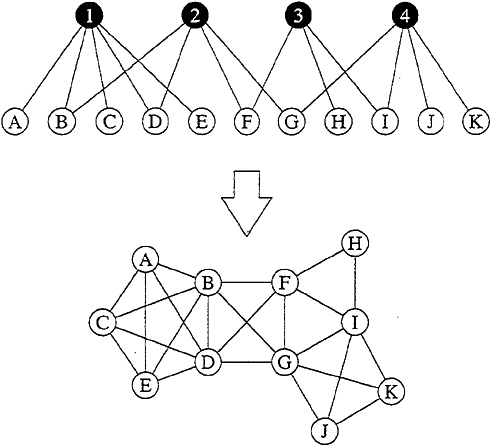 1 2 3 4
A B C D E F G H I J K
H
A
B F
C I
D G
E K
J